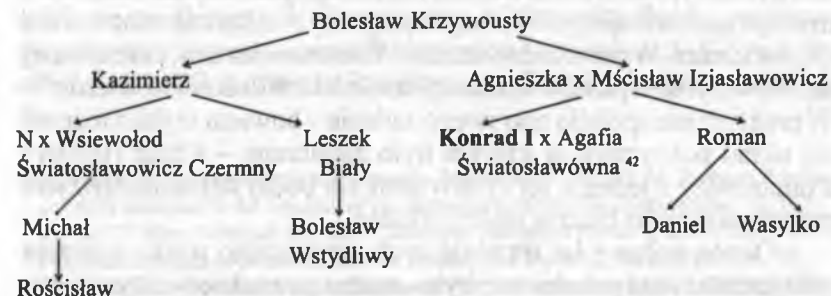 Bolesław Krzywousty
Kazimierz Agnieszka x Mścisław Izjasławowicz
N x Wsiewołod Leszek Konrad I x Agafia Roman
Światosławowicz Czermny Biały Światosławówna 42
Michał Bolesław Daniel Wasylko
Wstydliwy
Rościsław